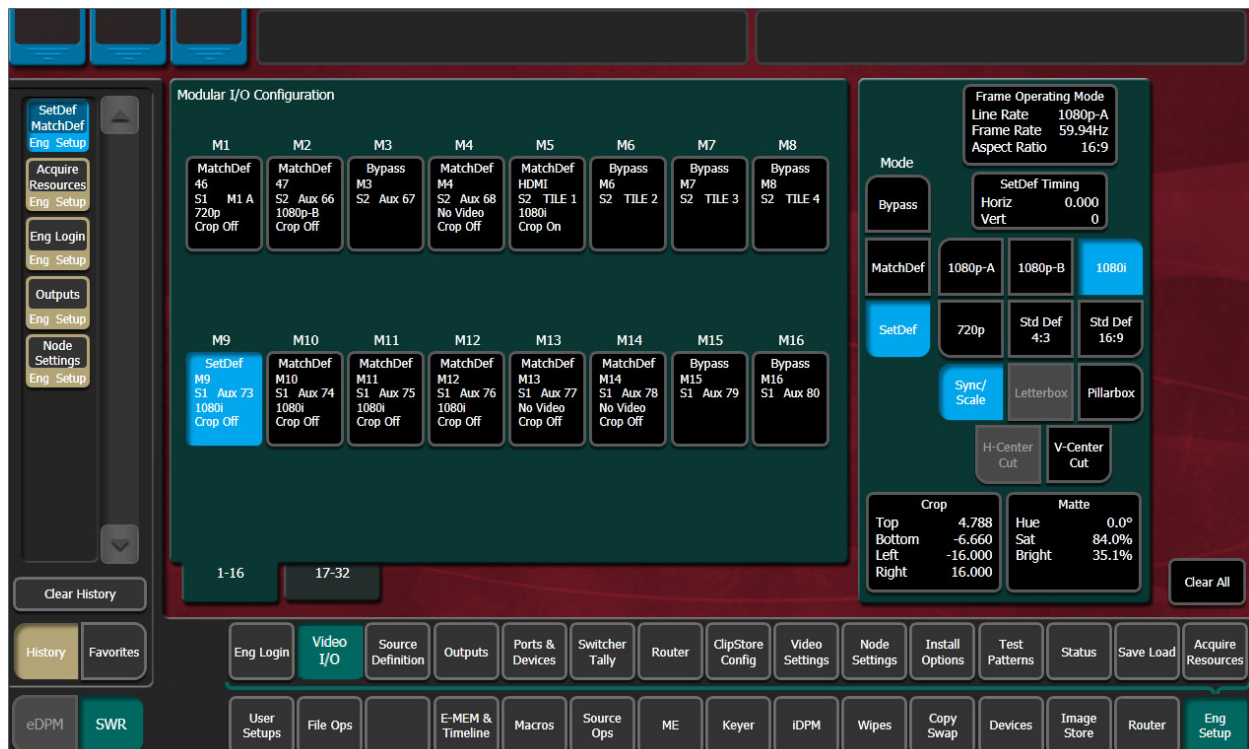 SetDef
MatchDef
Eng Setup
Acquire
Resources
Eng Setup
Eng Login
Eng Setup
Outputs
Eng Setup
Node
Settings
Eng Setup
Clear History
History
Favorites
eDPM
SWR
Modular I/O Configuration
M1
MatchDef
46
S1 M1 A
720p
Crop Off
M2
MatchDef
47
S2 Aux 66
1080p-B
Crop Off
M3
Bypass
M3
S2 Aux 67
M4
MatchDef
M4
S2 Aux 68
No Video
Crop Off
M5
MatchDef
HDMI
S2 TILE 1
1080i
Crop On
M6
Bypass
M6
S2 TILE 2
M7
Bypass
M7
S2 TILE 3
M8
Bypass
M8
S2 TILE 4
M9
SetDef
M9
S1 Aux 73
1080i
Crop Off
M10
MatchDef
M10
S1 Aux 74
1080i
Crop Off
M11
MatchDef
M11
S1 Aux 75
1080i
Crop Off
M12
MatchDef
M12
S1 Aux 76
1080i
Crop Off
M13
MatchDef
M13
S1 Aux 77
No Video
Crop Off
M14
MatchDef
M14
S1 Aux 78
No Video
Crop Off
M15
Bypass
M15
S1 Aux 79
M16
Bypass
M16
S1 Aux 80
1-16
17-32
Frame Operating Mode
Line Rate 1080p-A
Frame Rate 59.94Hz
Aspect Ratio 16:9
Mode
SetDef Timing
Horiz 0.000
Vert 0
Bypass
MatchDef
1080p-A
1080p-B
1080i
SetDef
720p
Std Def
4:3
Std Def
16:9
Sync/
Scale
Letterbox
Pillarbox
H-Center
Cut
V-Center
Cut
Crop
Top 4.788
Bottom -6.660
Left -16.000
Right 16.000
Matte
Hue 0.0°
Sat 84.0%
Bright 35.1%
Clear All
Eng Login
Video
I/O
Source
Definition
Outputs
Ports &
Devices
Switcher
Tally
Router
ClipStore
Config
Video
Settings
Node
Settings
Install
Options
Test
Patterns
Status
Save Load
Acquire
Resources
User
Setups
File Ops
E-MEM &
Timeline
Macros
Source
Ops
ME
Keyer
iDPM
Wipes
Copy
Swap
Devices
Image
Store
Router
Eng
Setup